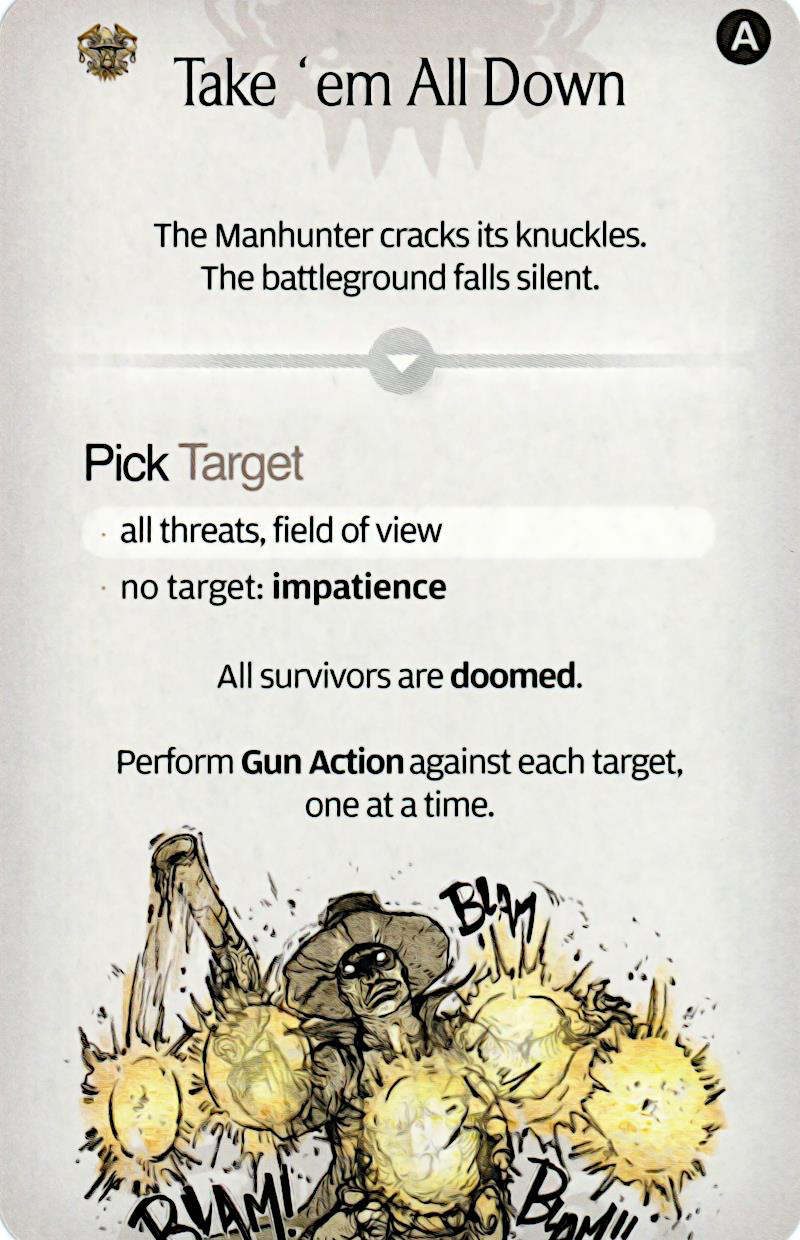 A
Take ‘em All Down
The Manhunter cracks its knuckles.
The battleground falls silent.
Pick Target
· all threats, field of view
· no target: impatience
All survivors are doomed.
Perform Gun Action against each target,
one at a time.
BLAM
BLAM!
BLAM!!